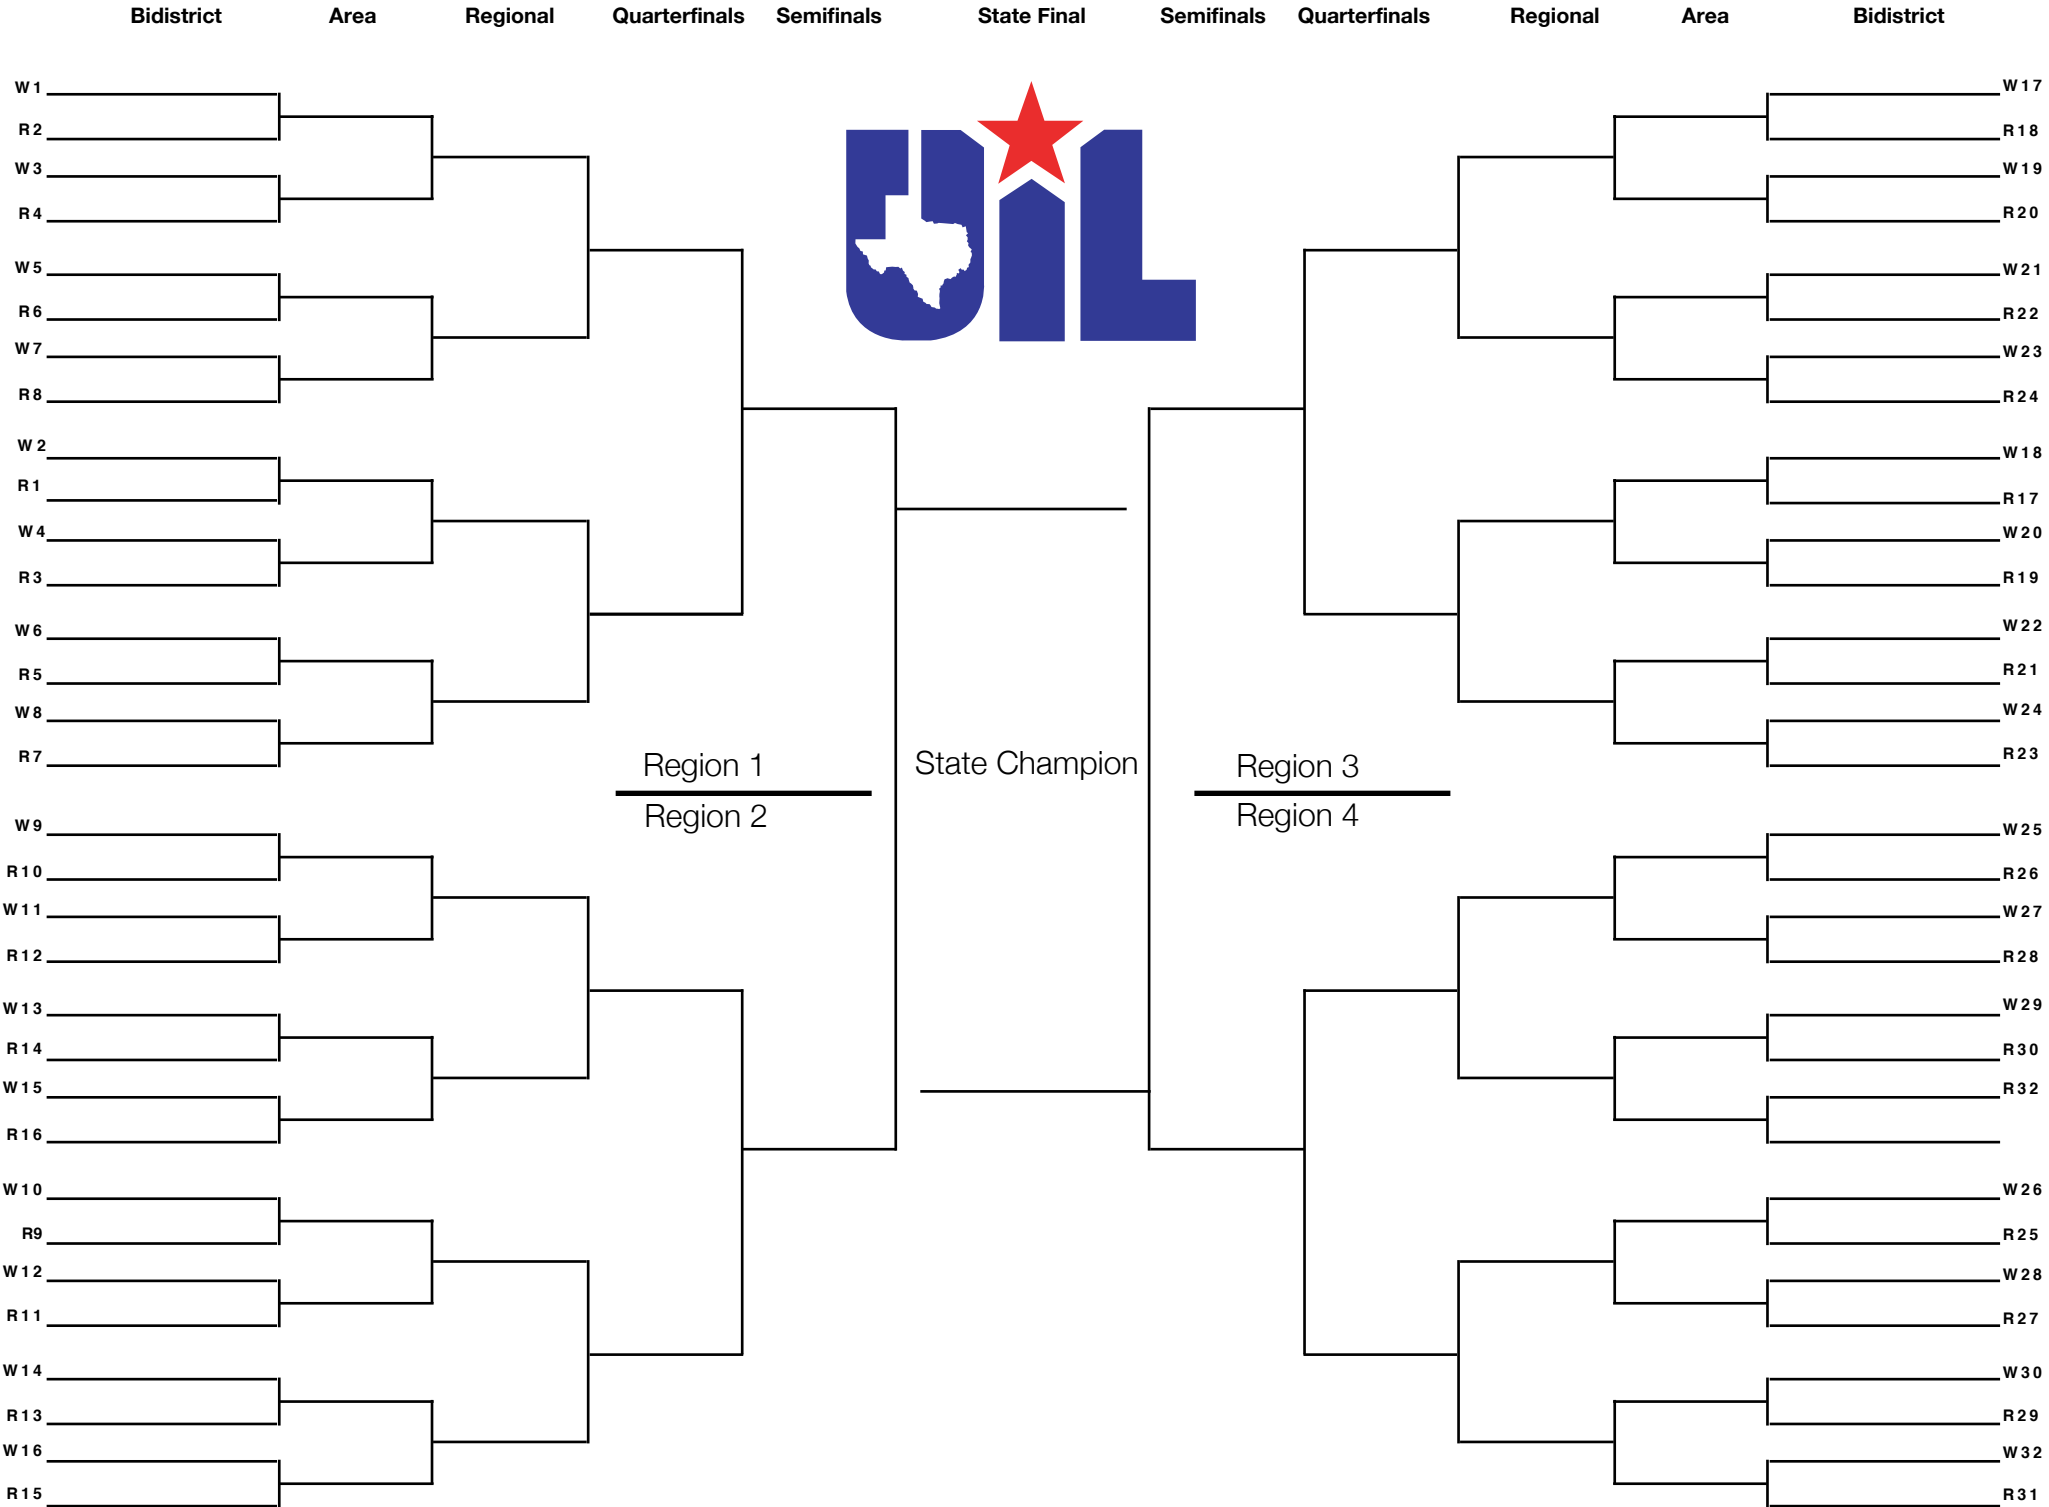 Bidistrict Area Regional Quarterfinals Semifinals State Final Semifinals Quarterfinals Regional Area Bidistrict
UIL
W1
R2
W3
R4
W5
R6
W7
R8
W2
R1
W4
R3
W6
R5
W8
R7
W9
R10
W11
R12
W13
R14
W15
R16
W10
R9
W12
R11
W14
R13
W16
R15
Region 1
Region 2
State Champion
Region 3
Region 4
W17
R18
W19
R20
W21
R22
W23
R24
W18
R17
W20
R19
W22
R21
W24
R23
W25
R26
W27
R28
W29
R30
R32
W26
R25
W28
R27
W30
R29
W32
R31